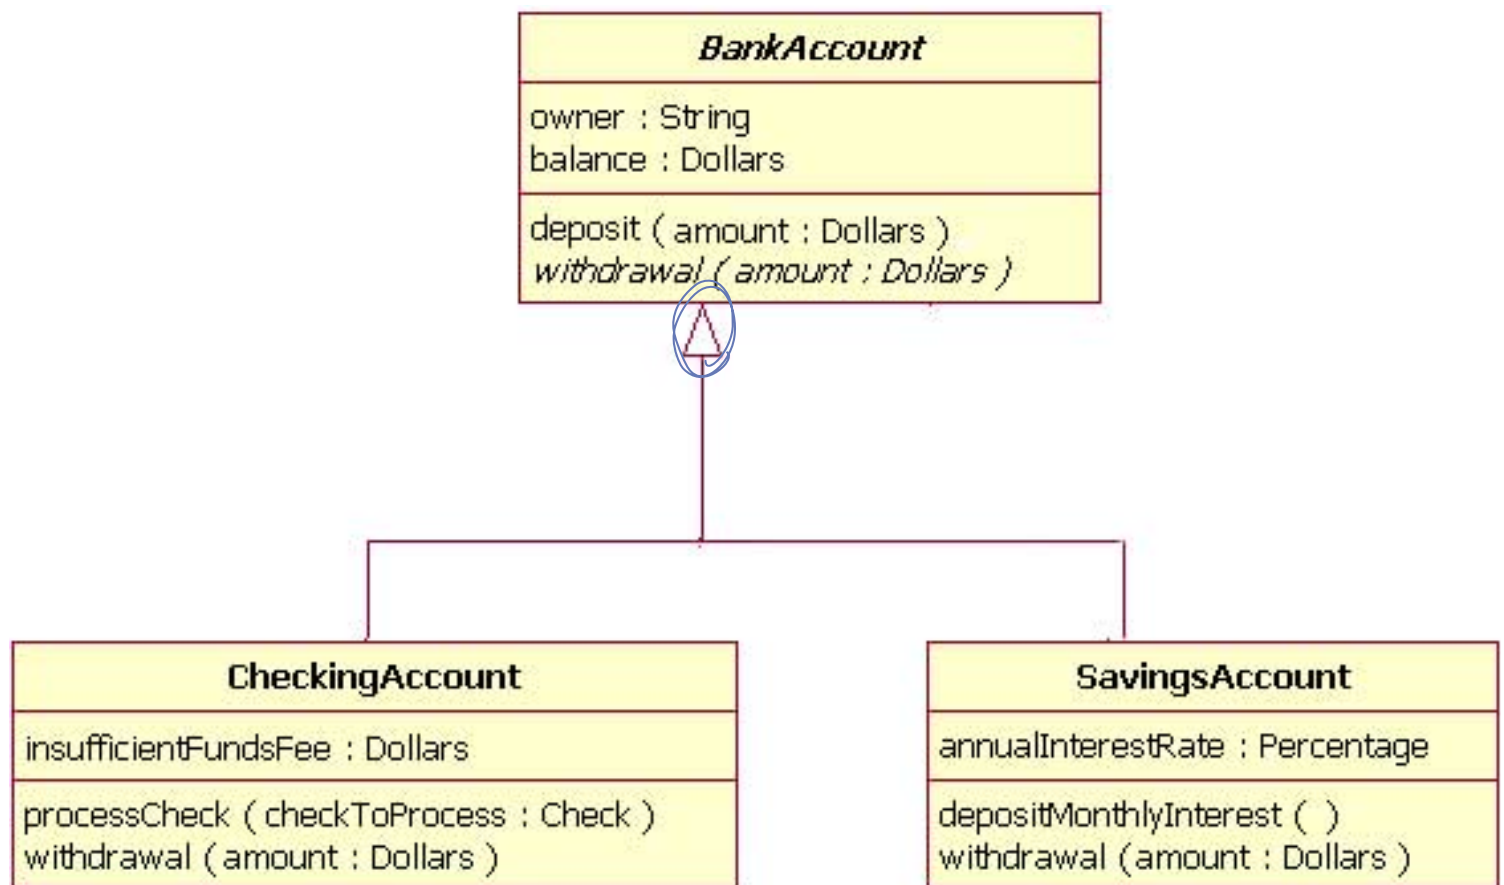 BankAccount
owner : String
balance : Dollars
deposit ( amount : Dollars )
withdrawal ( amount : Dollars )
CheckingAccount
insufficientFundsFee : Dollars
processCheck ( checkToProcess : Check )
withdrawal ( amount : Dollars )
SavingsAccount
annualInterestRate : Percentage
depositMonthlyInterest ( )
withdrawal ( amount : Dollars )